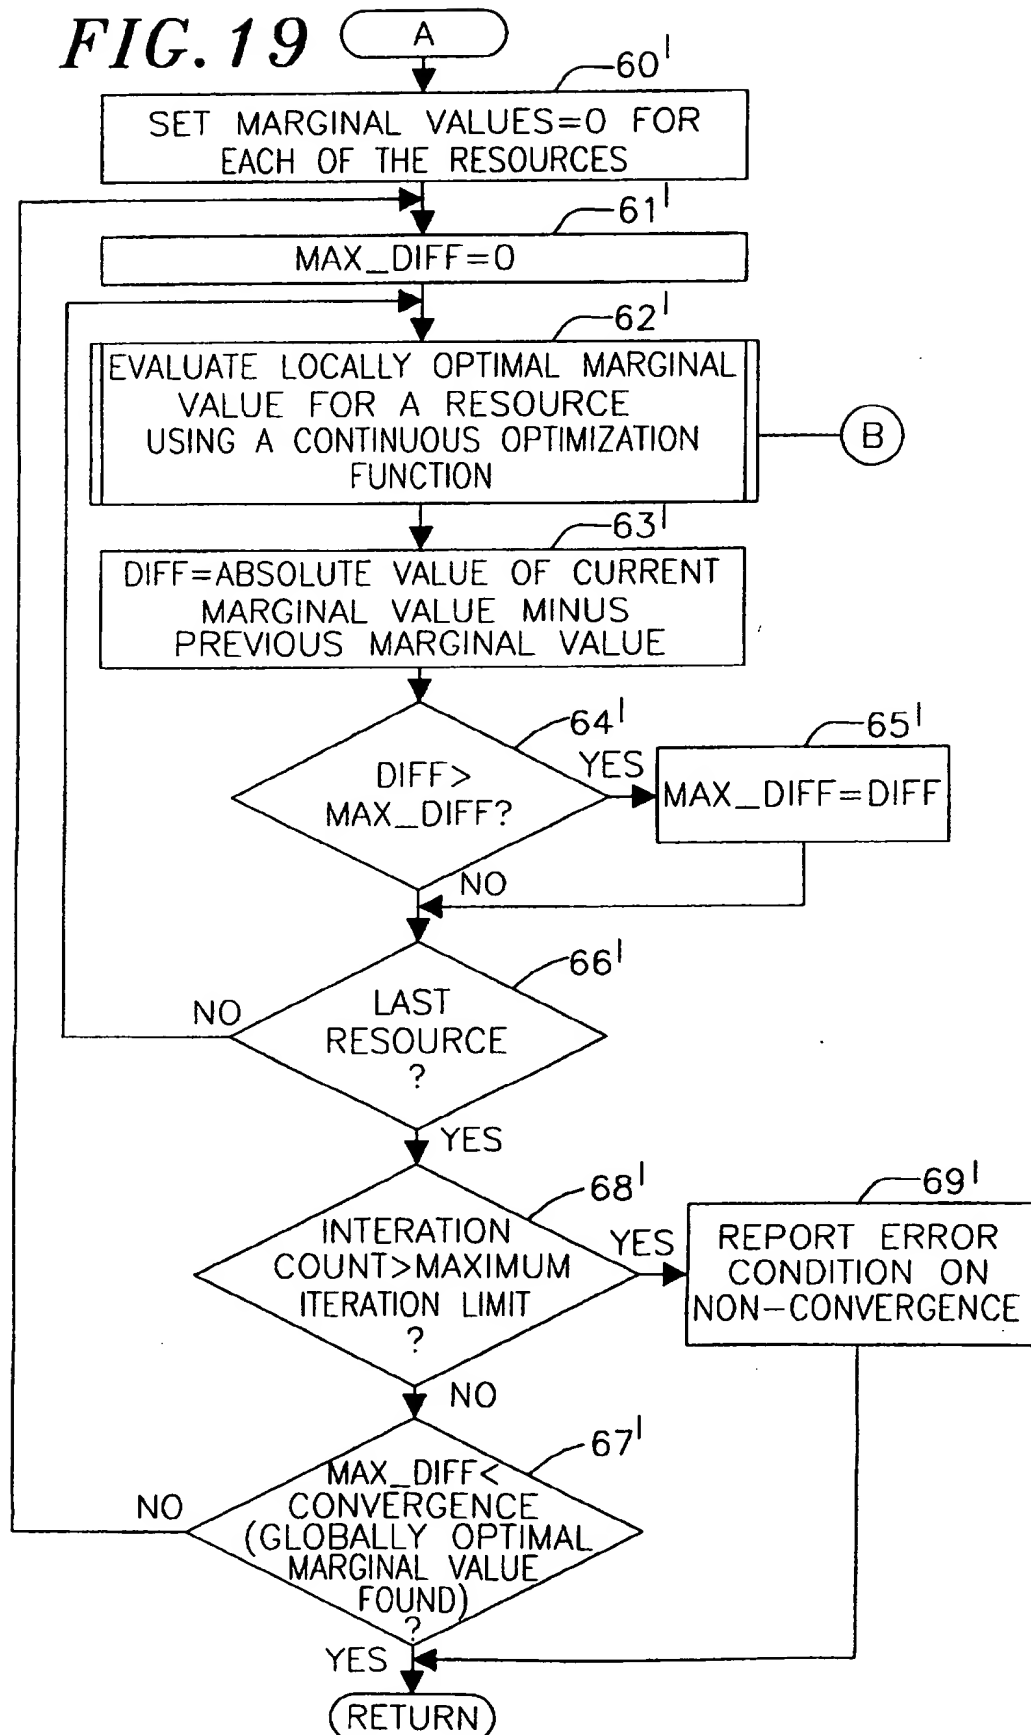 FIG. 19
A
60'
SET MARGINAL VALUES=0 FOR
EACH OF THE RESOURCES
61'
MAX_DIFF=0
62'
EVALUATE LOCALLY OPTIMAL MARGINAL
VALUE FOR A RESOURCE
USING A CONTINUOUS OPTIMIZATION
FUNCTION
B
63'
DIFF=ABSOLUTE VALUE OF CURRENT
MARGINAL VALUE MINUS
PREVIOUS MARGINAL VALUE
64'
DIFF>
MAX_DIFF?
YES
65'
MAX_DIFF=DIFF
NO
66'
LAST
RESOURCE
?
NO
YES
68'
INTERATION
COUNT>MAXIMUM
ITERATION LIMIT
?
YES
69'
REPORT ERROR
CONDITION ON
NON-CONVERGENCE
NO
67'
MAX_DIFF<
CONVERGENCE
(GLOBALLY OPTIMAL
MARGINAL VALUE
FOUND)
?
NO
YES
RETURN